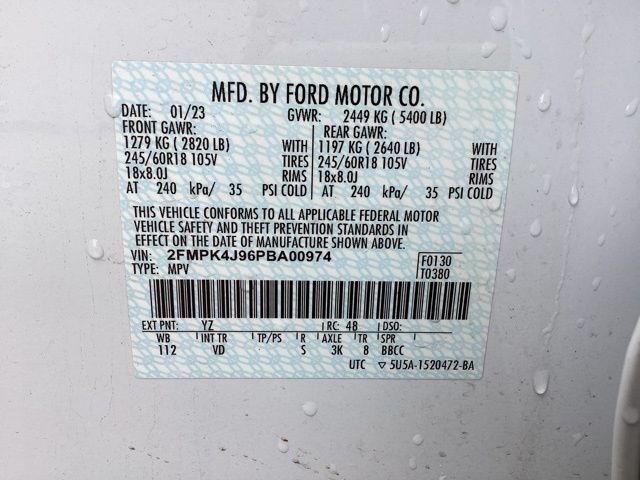 MFD. BY FORD MOTOR CO.
DATE: 01/23 GVWR: 2449 KG ( 5400 LB)
FRONT GAWR: REAR GAWR:
1279 KG ( 2820 LB) WITH 1197 KG ( 2640 LB) WITH
245/60R18 105V TIRES 245/60R18 105V TIRES
18x8.0J RIMS 18x8.0J RIMS
AT 240 kPa/ 35 PSI COLD AT 240 kPa/ 35 PSI COLD
THIS VEHICLE CONFORMS TO ALL APPLICABLE FEDERAL MOTOR
VEHICLE SAFETY AND THEFT PREVENTION STANDARDS IN
EFFECT ON THE DATE OF MANUFACTURE SHOWN ABOVE.
VIN: 2FMPK4J96PBA00974 F0130
TYPE: MPV T0380
EXT PNT: YZ RC: 48 DSO:
WB INT TR TP/PS R AXLE TR SPR
112 VD S 3K 8 BBCC
UTC ▽ 5U5A-1520472-BA